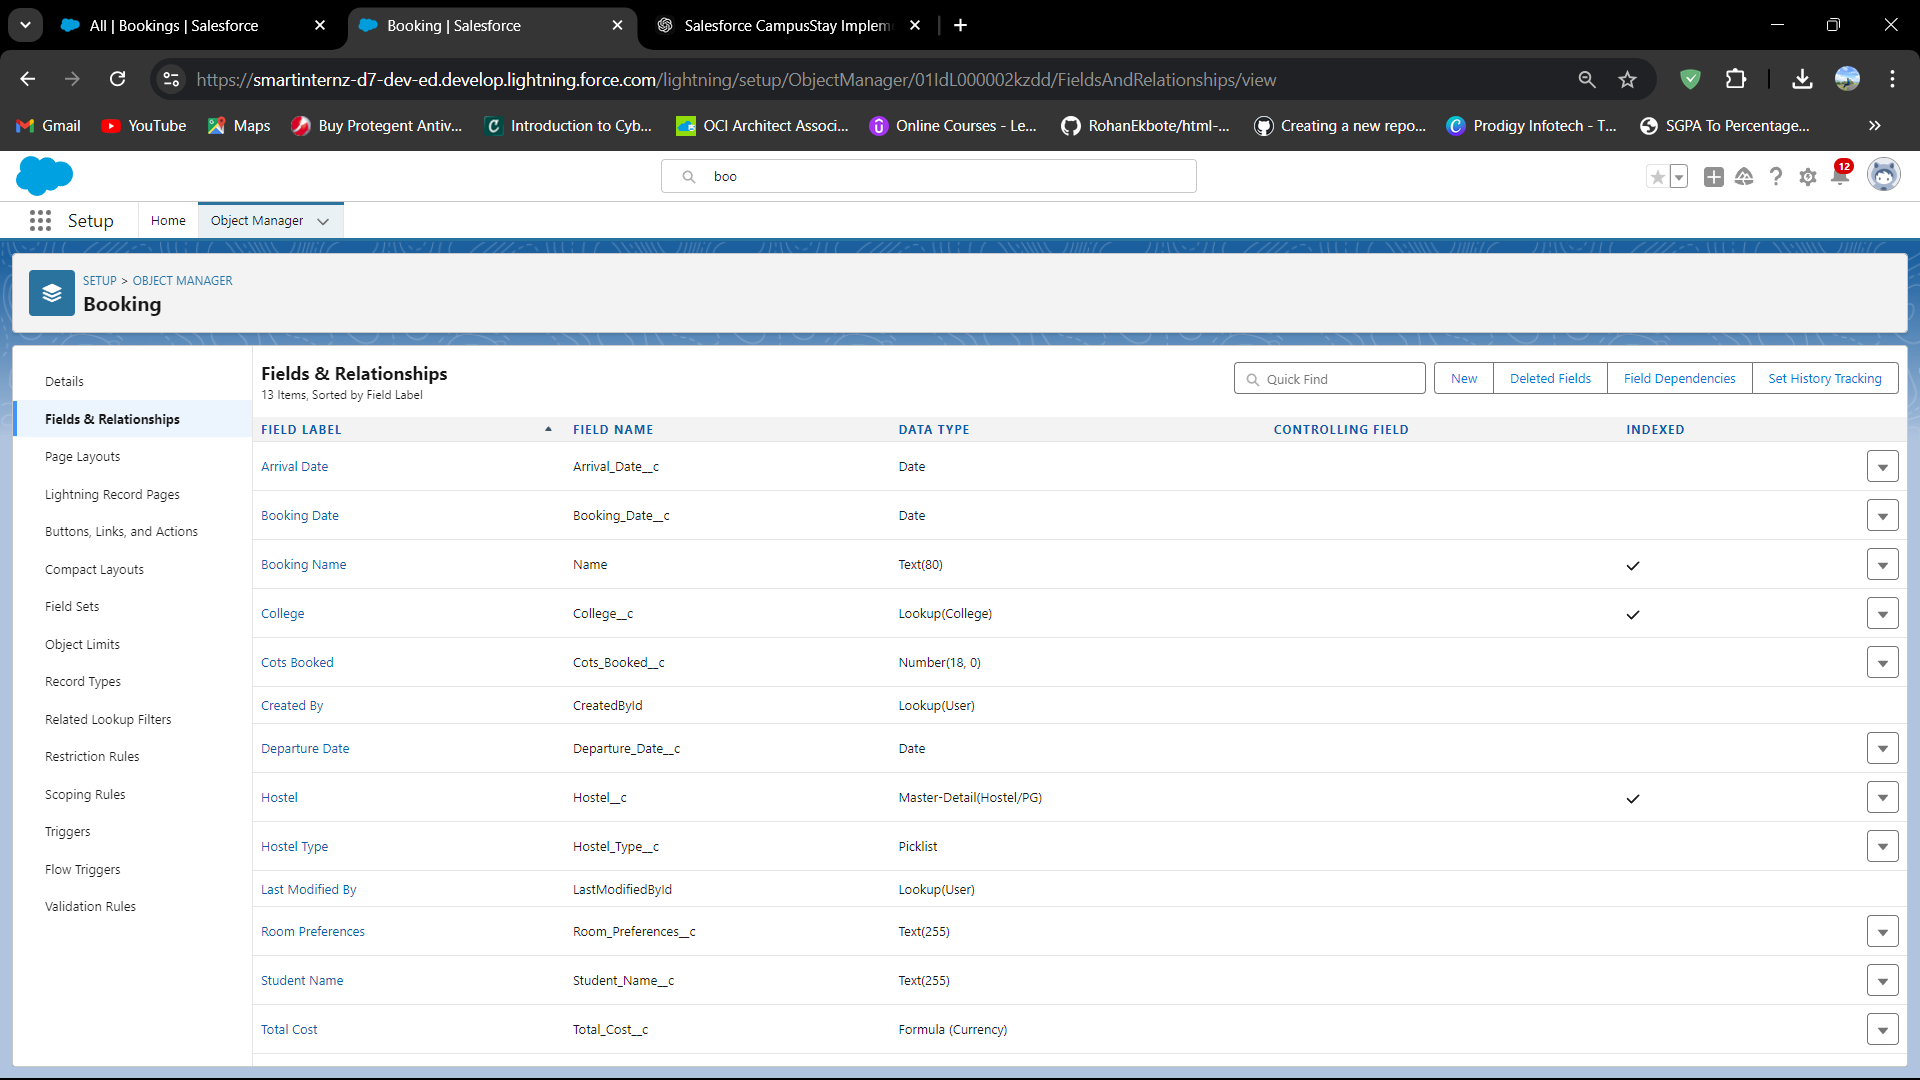 All | Bookings | Salesforce
Booking | Salesforce
Salesforce CampusStay Implem
https://smartinternz-d7-dev-ed.develop.lightning.force.com/lightning/setup/ObjectManager/01IdL000002kzdd/FieldsAndRelationships/view
Gmail YouTube Maps Buy Protegent Antiv... Introduction to Cyb... OCI Architect Associ... Online Courses - Le... RohanEkbote/html-... Creating a new repo... Prodigy Infotech - T... SGPA To Percentage... »
boo
12
Setup Home Object Manager
SETUP > OBJECT MANAGER
Booking
Details
Fields & Relationships
Page Layouts
Lightning Record Pages
Buttons, Links, and Actions
Compact Layouts
Field Sets
Object Limits
Record Types
Related Lookup Filters
Restriction Rules
Scoping Rules
Triggers
Flow Triggers
Validation Rules
Fields & Relationships
13 Items, Sorted by Field Label
Quick Find
New Deleted Fields Field Dependencies Set History Tracking
FIELD LABEL FIELD NAME DATA TYPE CONTROLLING FIELD INDEXED
Arrival Date Arrival_Date__c Date
Booking Date Booking_Date__c Date
Booking Name Name Text(80)
College College__c Lookup(College)
Cots Booked Cots_Booked__c Number(18, 0)
Created By CreatedById Lookup(User)
Departure Date Departure_Date__c Date
Hostel Hostel__c Master-Detail(Hostel/PG)
Hostel Type Hostel_Type__c Picklist
Last Modified By LastModifiedById Lookup(User)
Room Preferences Room_Preferences__c Text(255)
Student Name Student_Name__c Text(255)
Total Cost Total_Cost__c Formula (Currency)